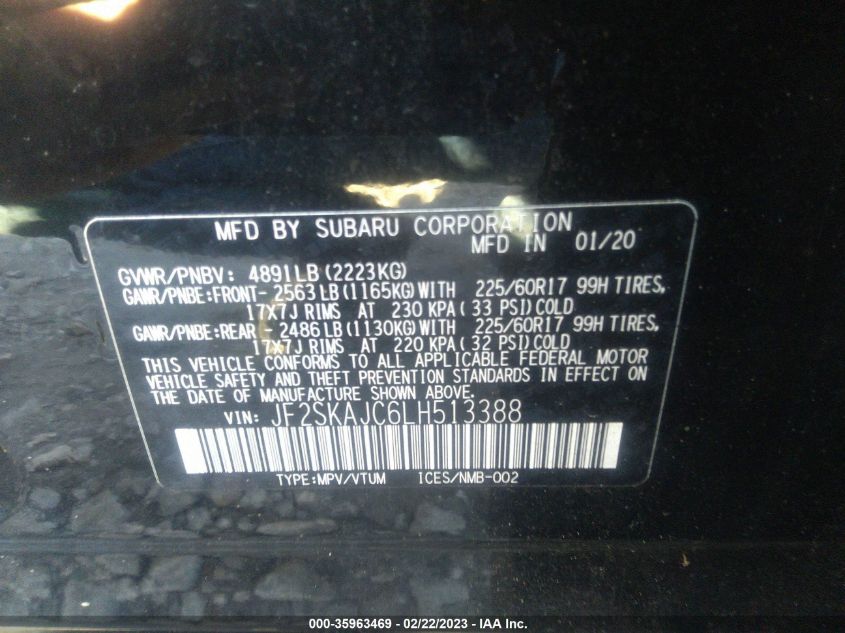 MFD BY SUBARU CORPORATION
MFD IN 01/20
GVWR/PNBV: 4891LB(2223KG)
GAWR/PNBE:FRONT- 2563LB(1165KG)WITH 225/60R17 99H TIRES,
17X7J RIMS AT 230 KPA(33 PSI)COLD
GAWR/PNBE:REAR - 2486LB(1130KG)WITH 225/60R17 99H TIRES,
17X7J RIMS AT 220 KPA(32 PSI)COLD
THIS VEHICLE CONFORMS TO ALL APPLICABLE FEDERAL MOTOR
VEHICLE SAFETY AND THEFT PREVENTION STANDARDS IN EFFECT ON
THE DATE OF MANUFACTURE SHOWN ABOVE.
VIN: JF2SKAJC6LH513388
TYPE:MPV/VTUM ICES/NMB-002
000-35963469 - 02/22/2023 - IAA Inc.